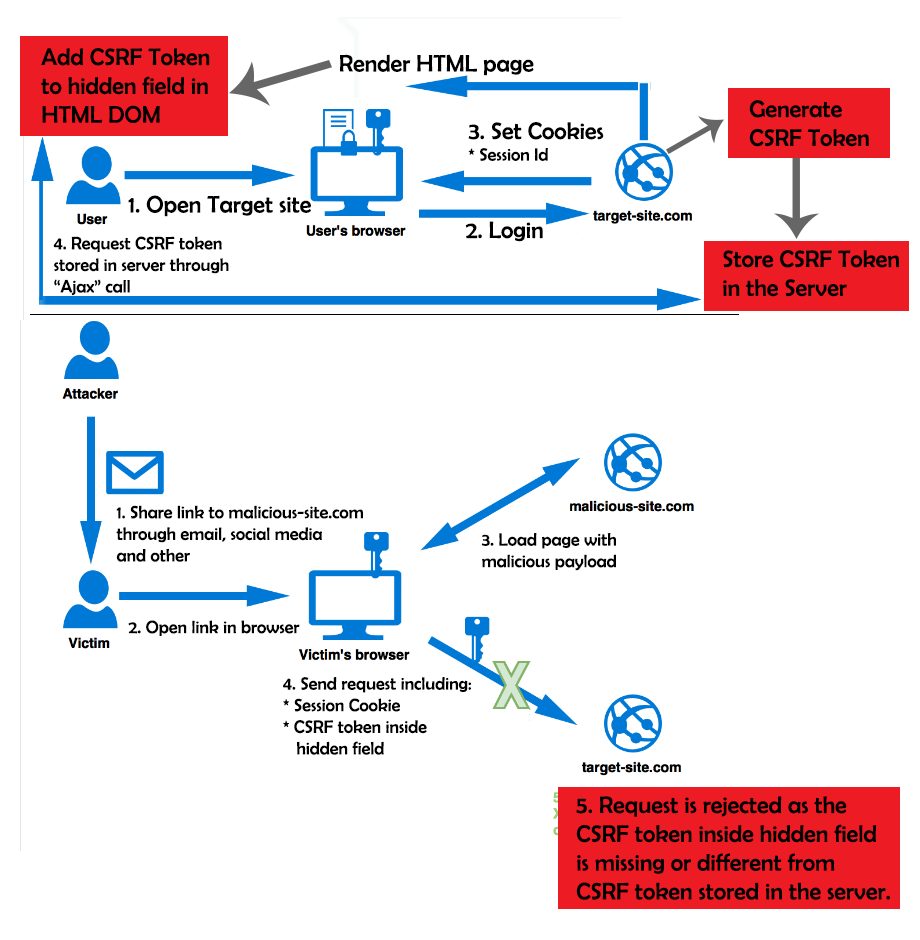 Add CSRF Token
to hidden field in
HTML DOM
Render HTML page
Generate
CSRF Token
3. Set Cookies
* Session Id
User
1. Open Target site
User's browser
2. Login
target-site.com
4. Request CSRF token
stored in server through
"Ajax" call
Store CSRF Token
in the Server
Attacker
1. Share link to malicious-site.com
through email, social media
and other
malicious-site.com
3. Load page with
malicious payload
Victim
2. Open link in browser
Victim's browser
4. Send request including:
* Session Cookie
* CSRF token inside
hidden field
X
target-site.com
5. Request is rejected as the
CSRF token inside hidden field
is missing or different from
CSRF token stored in the server.